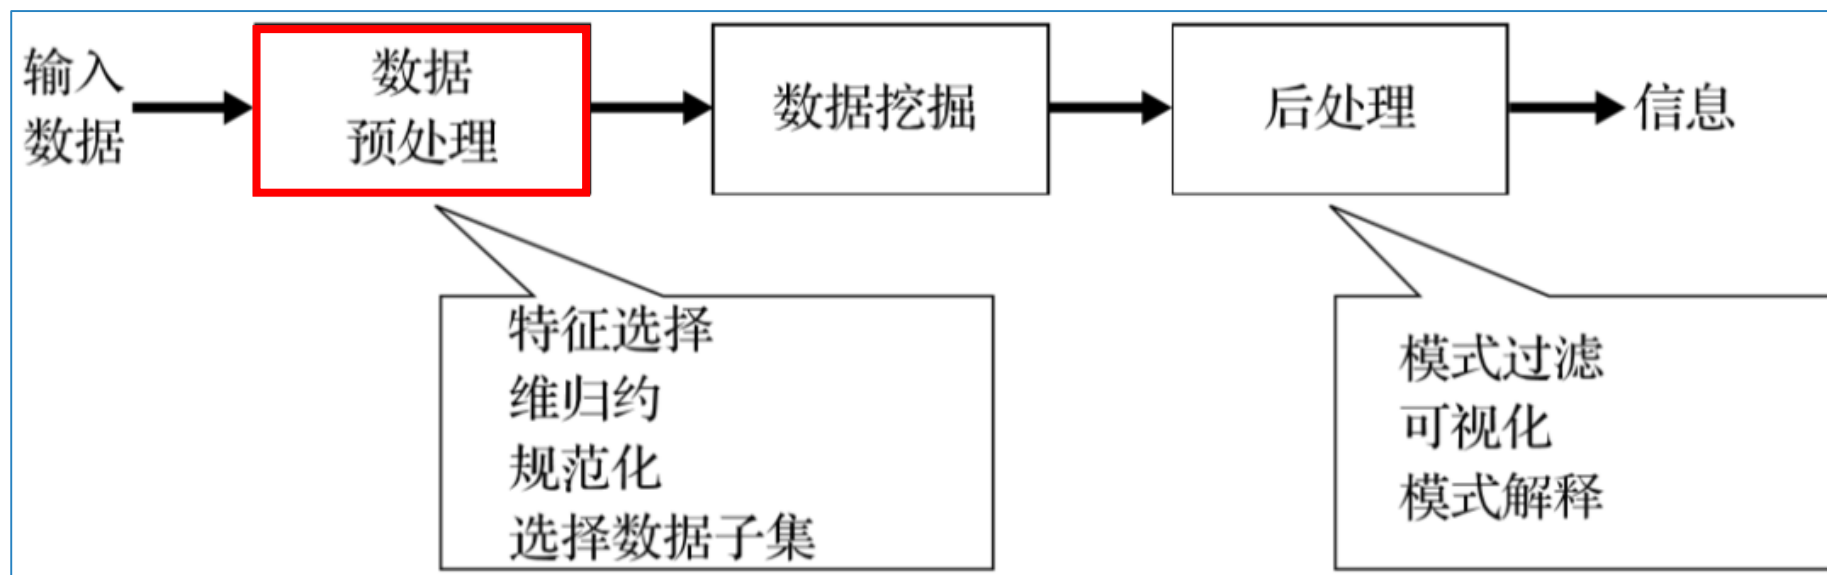 输入
数据
数据
预处理
数据挖掘
后处理
信息
特征选择
维归约
规范化
选择数据子集
模式过滤
可视化
模式解释